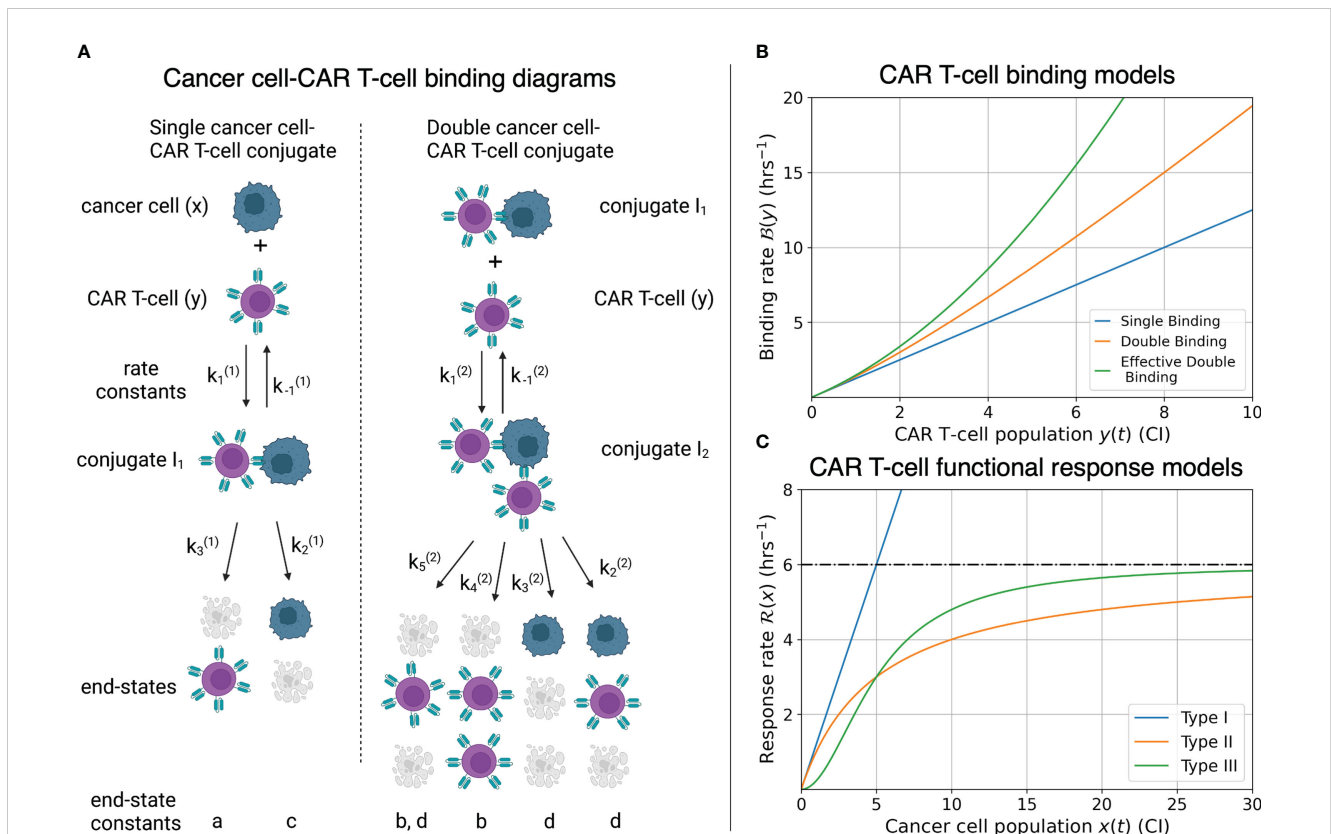 A
Cancer cell-CAR T-cell binding diagrams
Single cancer cell-
CAR T-cell conjugate
Double cancer cell-
CAR T-cell conjugate
cancer cell (x)
conjugate I₁
+
+
CAR T-cell (y)
CAR T-cell (y)
rate
constants
k₁⁽¹⁾
k₋₁⁽¹⁾
k₁⁽²⁾
k₋₁⁽²⁾
conjugate I₁
conjugate I₂
k₃⁽¹⁾
k₂⁽¹⁾
k₅⁽²⁾
k₄⁽²⁾
k₃⁽²⁾
k₂⁽²⁾
end-states
end-state
constants
a
c
b, d
b
d
d
B
CAR T-cell binding models
Binding rate ℬ(y) (hrs⁻¹)
20
15
10
5
Single Binding
Double Binding
Effective Double
Binding
0
2
4
6
8
10
CAR T-cell population y(t) (CI)
C
CAR T-cell functional response models
Response rate ℛ(x) (hrs⁻¹)
8
6
4
2
Type I
Type II
Type III
0
5
10
15
20
25
30
Cancer cell population x(t) (CI)